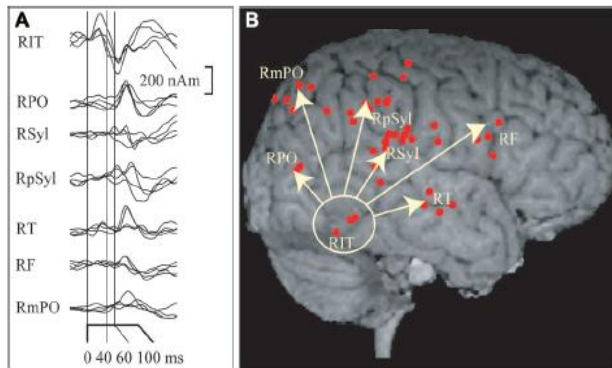 A
RIT
200 nAm
RPO
RSyl
RpSyl
RT
RF
RmPO
0 40 60 100 ms
B
RmPO
RpSyl
RF
RSyl
RPO
RT
RIT